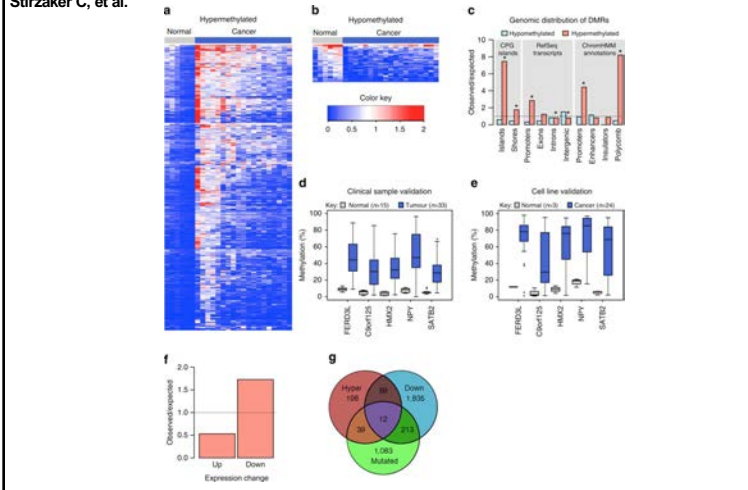 Stirzaker C, et al.
a
Hypermethylated
Normal Cancer
b
Hypomethylated
Normal Cancer
Color key
0 0.5 1 1.5 2
c
Genomic distribution of DMRs
Hypomethylated Hypermethylated
CPG islands
RefSeq transcripts
ChromHMM annotations
Observed/expected
10
8
6
4
2
0
Islands
Shores
Promoters
Exons
Introns
Intergenic
Promoters
Enhancers
Insulators
Polycomb
d
Clinical sample validation
Key: Normal (n=15) Tumour (n=33)
Methylation (%)
100
80
60
40
20
0
FERD3L
C9orf125
HMX2
NPY
SATB2
e
Cell line validation
Key: Normal (n=3) Cancer (n=24)
Methylation (%)
100
80
60
40
20
0
FERD3L
C9orf125
HMX2
NPY
SATB2
f
Observed/expected
2.0
1.5
1.0
0.5
0.0
Up Down
Expression change
g
Hyper
196
Down
1,835
12
39
213
1,083
Mutated